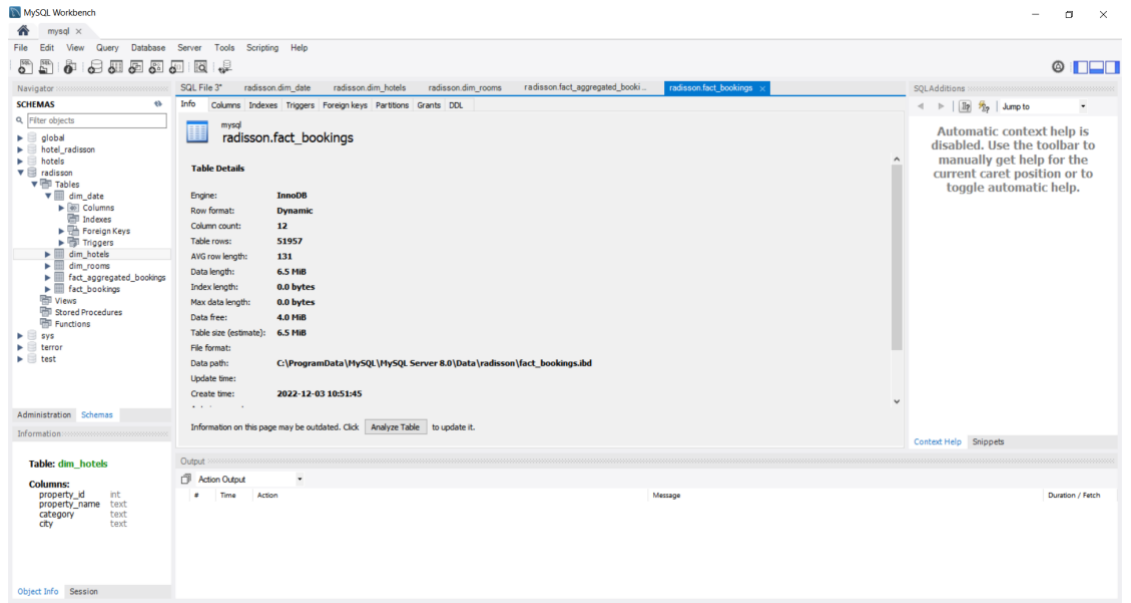 MySQL Workbench
mysql
File Edit View Query Database Server Tools Scripting Help
Navigator
SCHEMAS
Filter objects
global
hotel_radisson
hotels
radisson
Tables
dim_date
Columns
Indexes
Foreign Keys
Triggers
dim_hotels
dim_rooms
fact_aggregated_bookings
fact_bookings
Views
Stored Procedures
Functions
sys
terror
test
Administration Schemas
Information
Table: dim_hotels
Columns:
property_id int
property_name text
category text
city text
Object Info Session
SQL File 3* radisson.dim_date radisson.dim_hotels radisson.dim_rooms radisson.fact_aggregated_booki... radisson.fact_bookings
Info Columns Indexes Triggers Foreign keys Partitions Grants DDL
mysql
radisson.fact_bookings
Table Details
Engine: InnoDB
Row format: Dynamic
Column count: 12
Table rows: 51957
AVG row length: 131
Data length: 6.5 MiB
Index length: 0.0 bytes
Max data length: 0.0 bytes
Data free: 4.0 MiB
Table size (estimate): 6.5 MiB
File format:
Data path: C:\ProgramData\MySQL\MySQL Server 8.0\Data\radisson\fact_bookings.ibd
Update time:
Create time: 2022-12-03 10:51:45
Information on this page may be outdated. Click Analyze Table to update it.
Output
Action Output
# Time Action Message Duration / Fetch
SQLAdditions
Jump to
Automatic context help is
disabled. Use the toolbar to
manually get help for the
current caret position or to
toggle automatic help.
Context Help Snippets